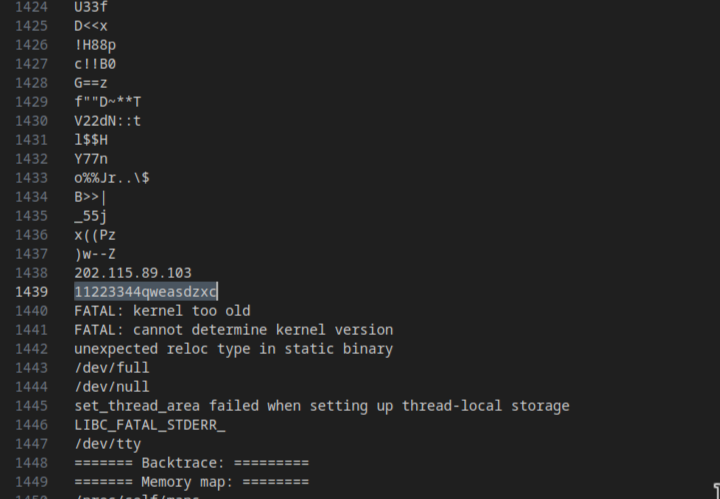 1424 U33f
1425 D<<x
1426 !H88p
1427 c!!B0
1428 G==z
1429 f""D~**T
1430 V22dN::t
1431 l$$H
1432 Y77n
1433 o%%Jr..\$
1434 B>>|
1435 _55j
1436 x((Pz
1437 )w--Z
1438 202.115.89.103
1439 11223344qweasdzxc
1440 FATAL: kernel too old
1441 FATAL: cannot determine kernel version
1442 unexpected reloc type in static binary
1443 /dev/full
1444 /dev/null
1445 set_thread_area failed when setting up thread-local storage
1446 LIBC_FATAL_STDERR_
1447 /dev/tty
1448 ======= Backtrace: =========
1449 ======= Memory map: ========